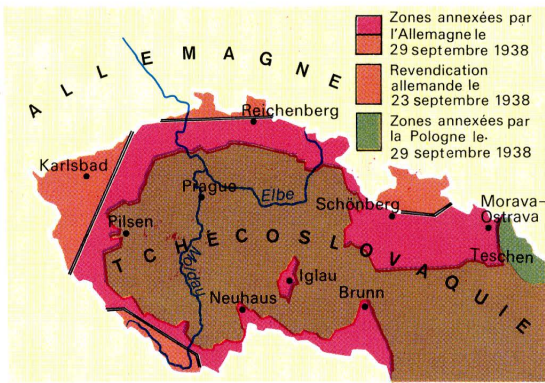 Zones annexées par
l'Allemagne le
29 septembre 1938
Revendication
allemande le
23 septembre 1938
Zones annexées par
la Pologne le.
29 septembre 1938
ALLEMAGNE
Reichenberg
Karlsbad
Prague
Elbe
Schönberg
Morava-
Ostrava
Pilsen
Teschen
TCHECOSLOVAQUIE
Molday
Iglau
Neuhaus
Brunn